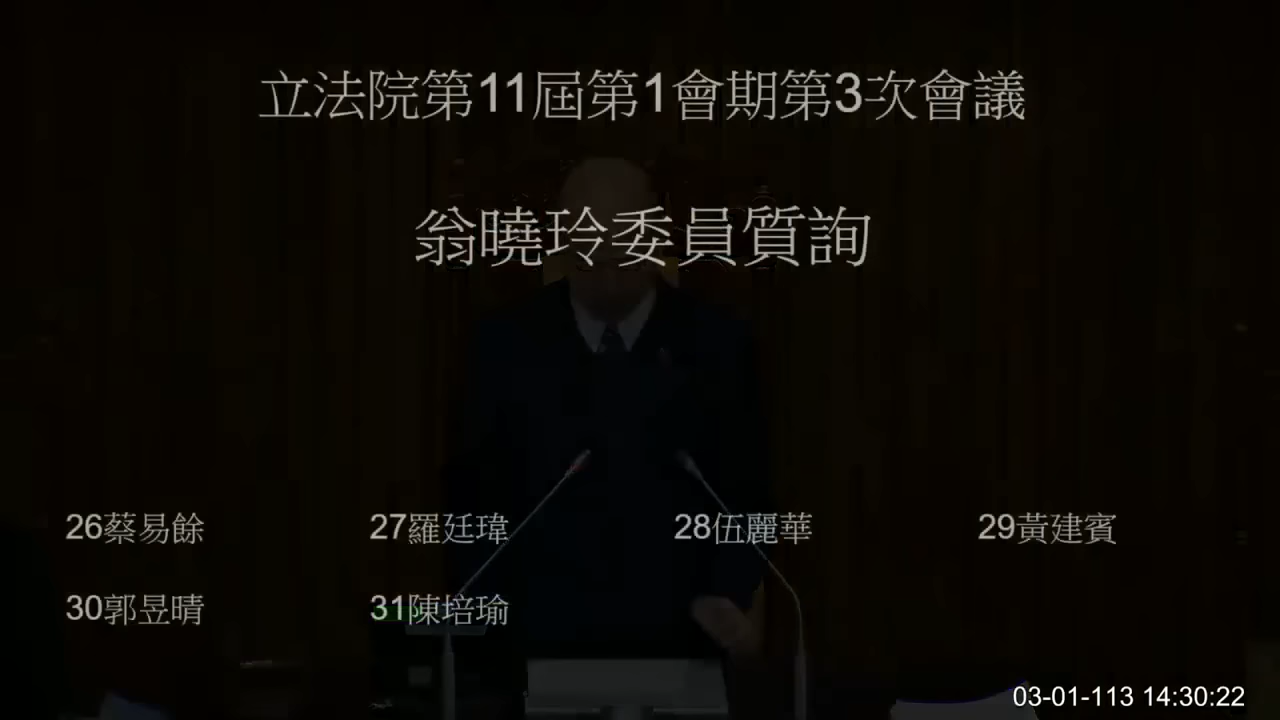 立法院第11屆第1會期第3次會議
翁曉玲委員質詢
26蔡易餘 27羅廷瑋 28伍麗華 29黃建賓
30郭昱晴 31陳培瑜
03-01-113 14:30:22